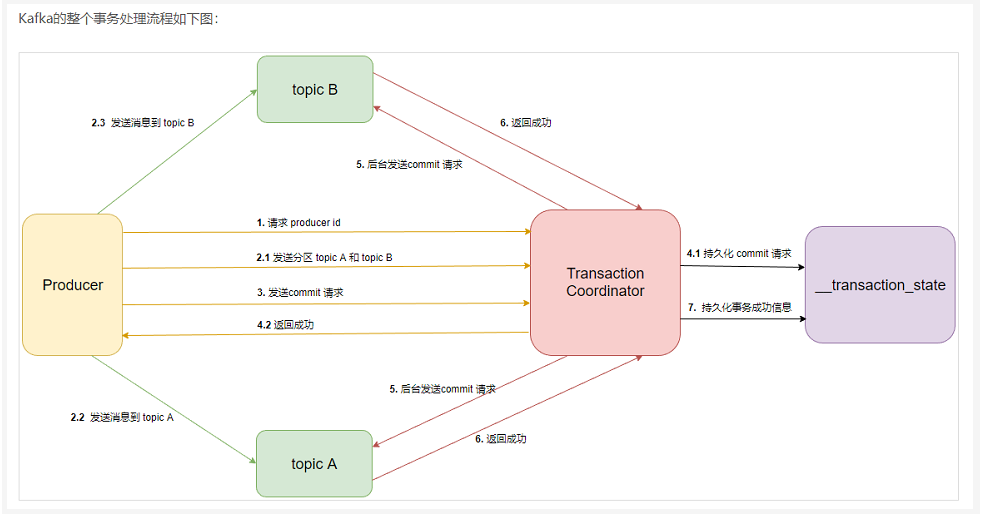 Kafka的整个事务处理流程如下图：
topic B
2.3 发送消息到 topic B
6. 返回成功
5. 后台发送commit 请求
1. 请求 producer id
4.1 持久化 commit 请求
2.1 发送分区 topic A 和 topic B
Producer
Transaction
Coordinator
__transaction_state
3. 发送commit 请求
7. 持久化事务成功信息
4.2 返回成功
5. 后台发送commit 请求
2.2 发送消息到 topic A
6. 返回成功
topic A